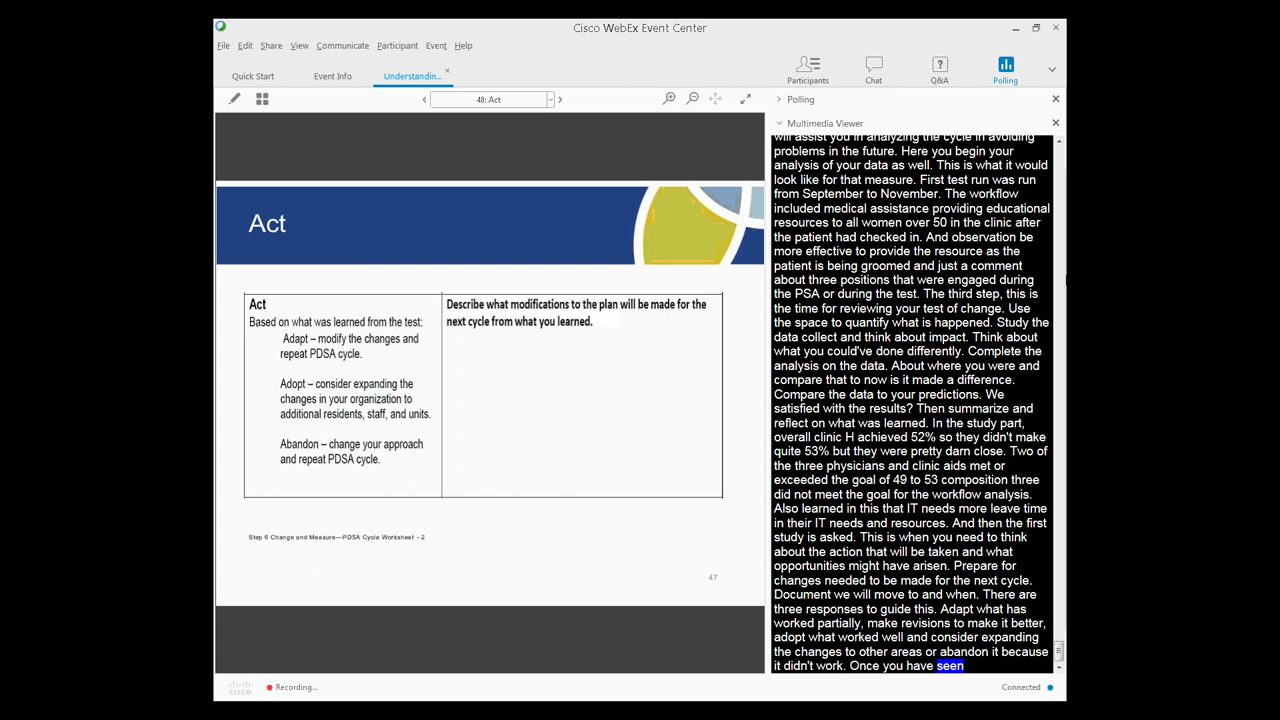 Cisco WebEx Event Center
File Edit Share View Communicate Participant Event Help
Quick Start Event Info Understandin...
Participants Chat Q&A Polling
48: Act
Polling
Multimedia Viewer
Act
Act
Based on what was learned from the test:
Adapt – modify the changes and
repeat PDSA cycle.
Adopt – consider expanding the
changes in your organization to
additional residents, staff, and units.
Abandon – change your approach
and repeat PDSA cycle.
Describe what modifications to the plan will be made for the
next cycle from what you learned.
Step 6 Change and Measure—PDSA Cycle Worksheet - 2
47
will assist you in analyzing the cycle in avoiding
problems in the future. Here you begin your
analysis of your data as well. This is what it would
look like for that measure. First test run was run
from September to November. The workflow
included medical assistance providing educational
resources to all women over 50 in the clinic after
the patient had checked in. And observation be
more effective to provide the resource as the
patient is being groomed and just a comment
about three positions that were engaged during
the PSA or during the test. The third step, this is
the time for reviewing your test of change. Use
the space to quantify what is happened. Study the
data collect and think about impact. Think about
what you could've done differently. Complete the
analysis on the data. About where you were and
compare that to now is it made a difference.
Compare the data to your predictions. We
satisfied with the results? Then summarize and
reflect on what was learned. In the study part,
overall clinic H achieved 52% so they didn't make
quite 53% but they were pretty darn close. Two of
the three physicians and clinic aids met or
exceeded the goal of 49 to 53 composition three
did not meet the goal for the workflow analysis.
Also learned in this that IT needs more leave time
in their IT needs and resources. And then the first
study is asked. This is when you need to think
about the action that will be taken and what
opportunities might have arisen. Prepare for
changes needed to be made for the next cycle.
Document we will move to and when. There are
three responses to guide this. Adapt what has
worked partially, make revisions to make it better,
adopt what worked well and consider expanding
the changes to other areas or abandon it because
it didn't work. Once you have seen
cisco
Recording...
Connected